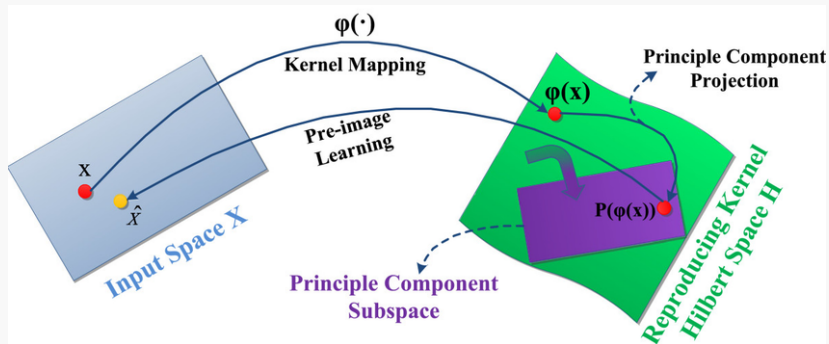 φ(·)
Kernel Mapping
Principle Component
Projection
φ(x)
Pre-image
Learning
x
x̂
P(φ(x))
Input Space X
Principle Component
Subspace
Reproducing Kernel
Hilbert Space H